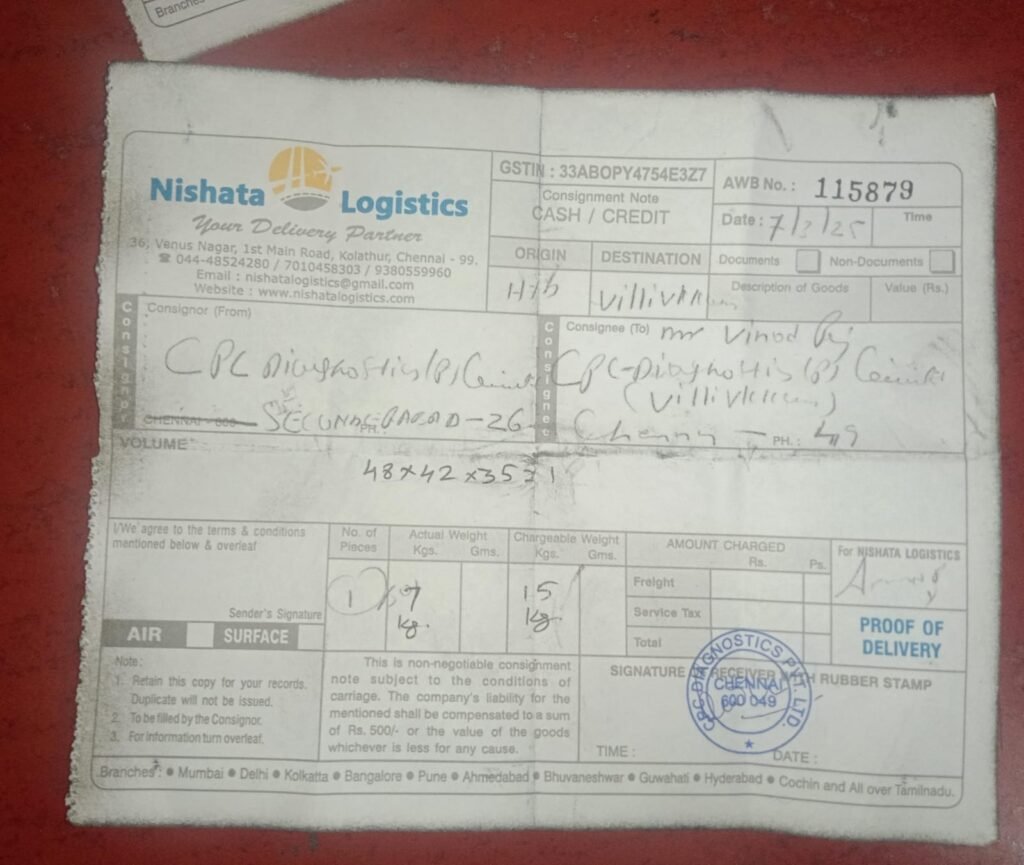 Branches
Nishata Logistics
Your Delivery Partner
36, Venus Nagar, 1st Main Road, Kolathur, Chennai - 99.
☎ 044-48524280 / 7010458303 / 9380559960
Email : nishatalogistics@gmail.com
Website : www.nishatalogistics.com
GSTIN : 33ABOPY4754E3Z7
Consignment Note
CASH / CREDIT
AWB No. : 115879
Date : 7/3/25
Time
ORIGIN
DESTINATION
Documents
Non-Documents
Description of Goods
Value (Rs.)
Consignor
Consignor (From)
CPC Diagnostics (P)
CHENNAI - 600
SECUNDERABAD - 26
PH.
Consignee
Consignee (To) mr Vinod
CPC-Diagnostics (P)
Chennai - PH. : 49
VOLUME
48x42x35=1
I/We agree to the terms & conditions
mentioned below & overleaf
Sender's Signature
AIR SURFACE
No. of Pieces
1
Actual Weight
Kgs. Gms.
7
Kg.
Chargeable Weight
Kgs. Gms.
15
Kg.
AMOUNT CHARGED
Rs. Ps.
Freight
Service Tax
Total
For NISHATA LOGISTICS
PROOF OF
DELIVERY
Note :
1. Retain this copy for your records.
Duplicate will not be issued.
2. To be filled by the Consignor.
3. For information turn overleaf.
This is non-negotiable consignment
note subject to the conditions of
carriage. The company's liability for the
mentioned shall be compensated to a sum
of Rs. 500/- or the value of the goods
whichever is less for any cause.
SIGNATURE OF RECEIVER WITH RUBBER STAMP
CPC DIAGNOSTICS PVT. LTD.
CHENNAI
600 049
TIME :
DATE :
Branches : • Mumbai • Delhi • Kolkatta • Bangalore • Pune • Ahmedabad • Bhuvaneshwar • Guwahati • Hyderabad • Cochin and All over Tamilnadu.